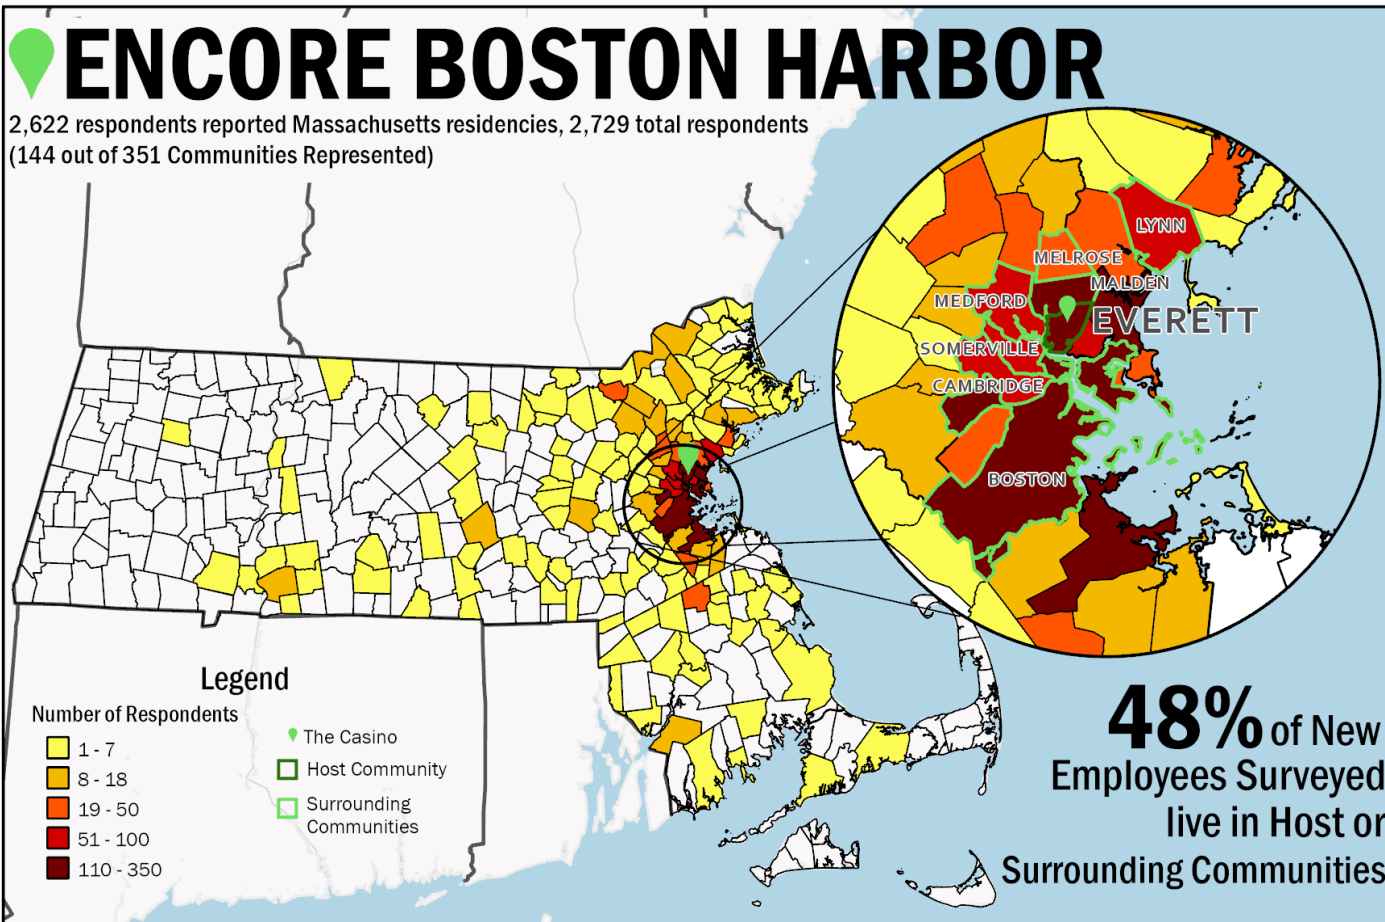 ENCORE BOSTON HARBOR
2,622 respondents reported Massachusetts residencies, 2,729 total respondents
(144 out of 351 Communities Represented)
LYNN
MELROSE
MALDEN
MEDFORD
EVERETT
SOMERVILLE
CAMBRIDGE
BOSTON
Legend
Number of Respondents
1 - 7
8 - 18
19 - 50
51 - 100
110 - 350
The Casino
Host Community
Surrounding
Communities
48% of New
Employees Surveyed
live in Host or
Surrounding Communities